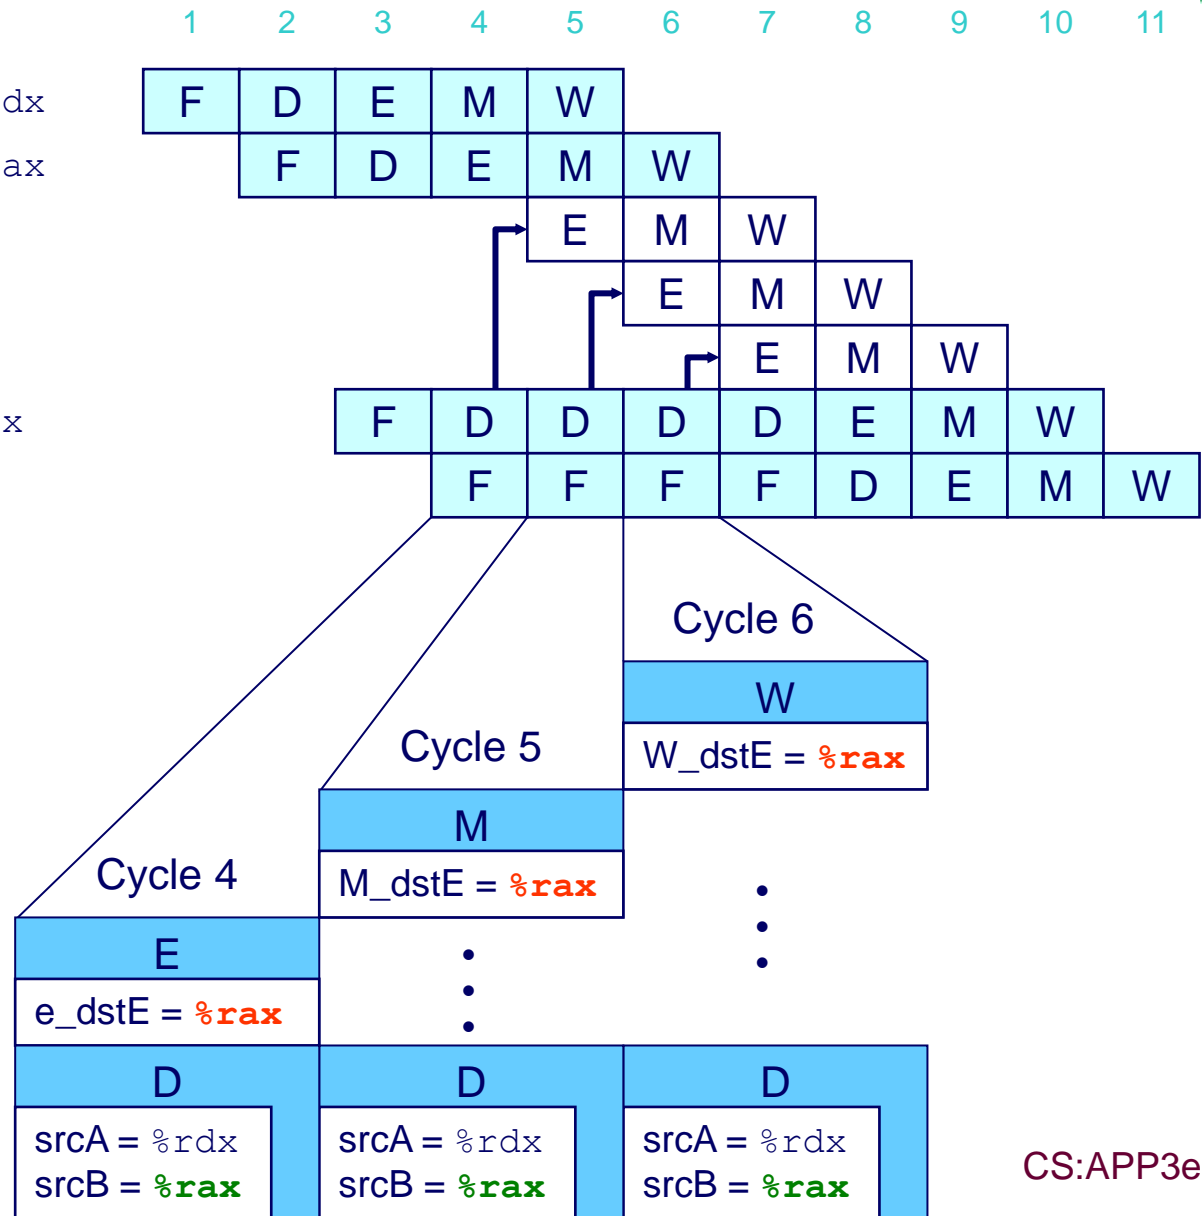 1 2 3 4 5 6 7 8 9 10 11
dx F D E M W
ax F D E M W
E M W
E M W
E M W
x F D D D D E M W
F F F F D E M W
Cycle 6
W
W_dstE = %rax
Cycle 5
M
M_dstE = %rax
Cycle 4
E
e_dstE = %rax
D D D
srcA = %rdx srcA = %rdx srcA = %rdx
srcB = %rax srcB = %rax srcB = %rax
CS:APP3e